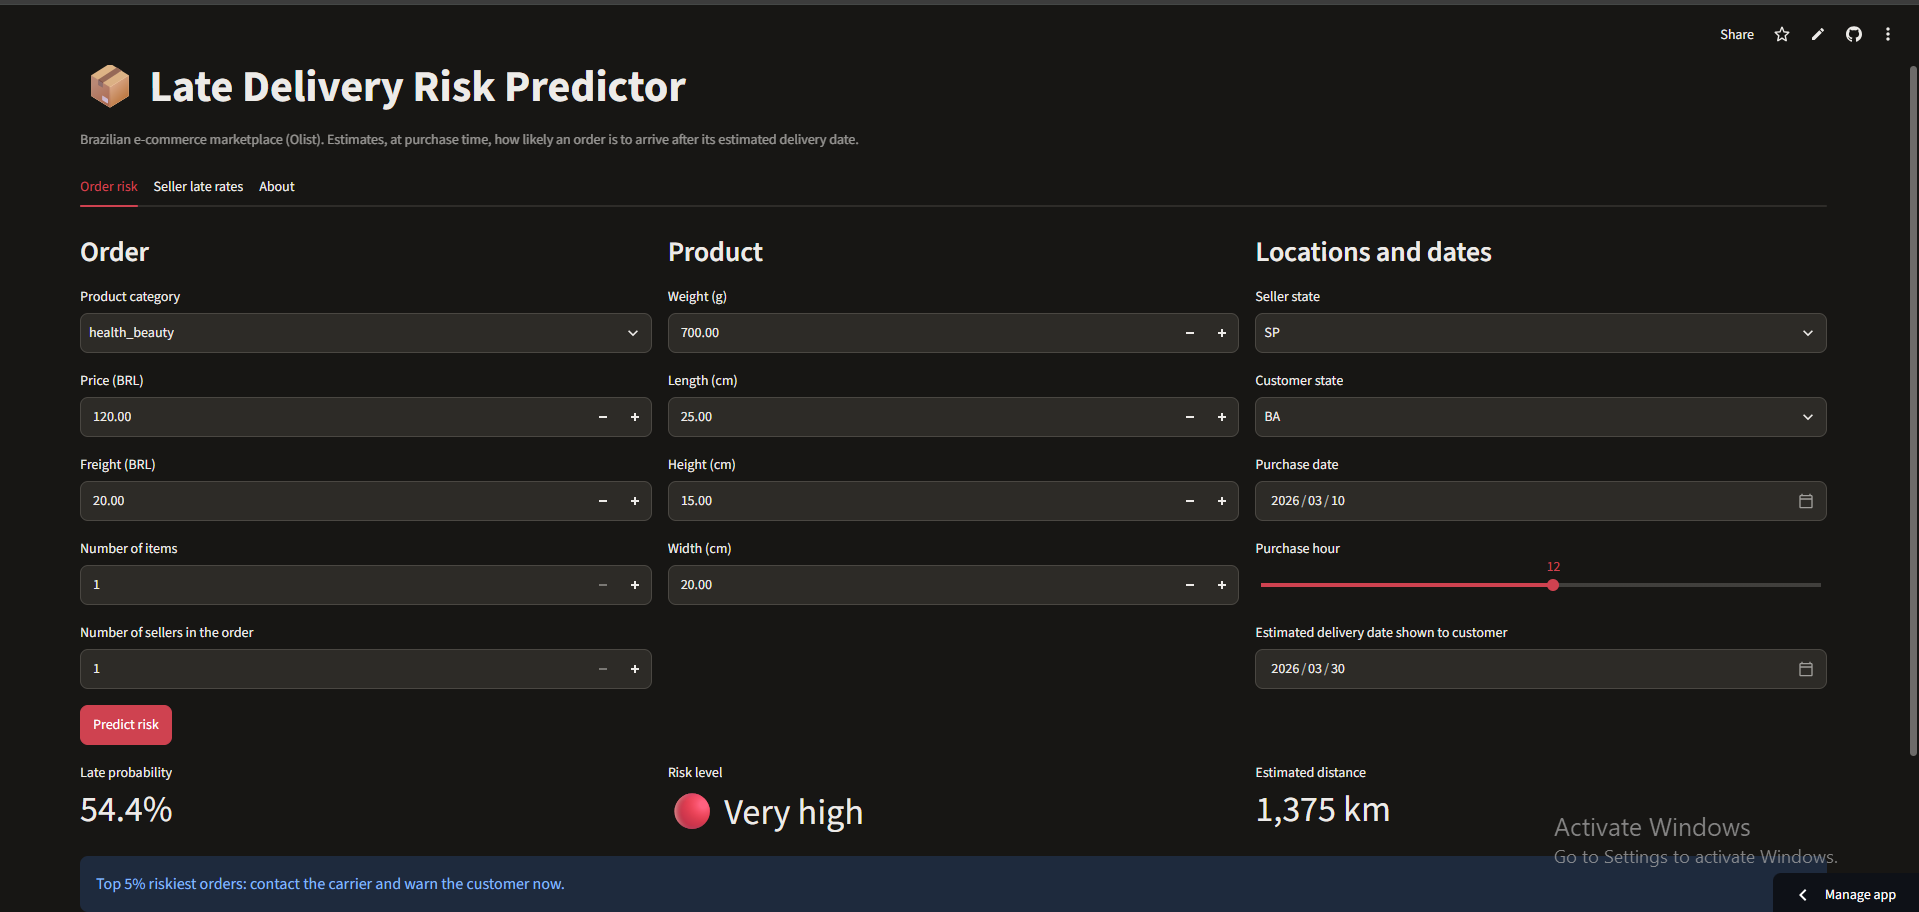 Share
Late Delivery Risk Predictor
Brazilian e-commerce marketplace (Olist). Estimates, at purchase time, how likely an order is to arrive after its estimated delivery date.
Order risk Seller late rates About
Order
Product category
health_beauty
Price (BRL)
120.00
Freight (BRL)
20.00
Number of items
1
Number of sellers in the order
1
Product
Weight (g)
700.00
Length (cm)
25.00
Height (cm)
15.00
Width (cm)
20.00
Locations and dates
Seller state
SP
Customer state
BA
Purchase date
2026/03/10
Purchase hour
12
Estimated delivery date shown to customer
2026/03/30
Predict risk
Late probability
54.4%
Risk level
Very high
Estimated distance
1,375 km
Top 5% riskiest orders: contact the carrier and warn the customer now.
Activate Windows
Go to Settings to activate Windows.
Manage app